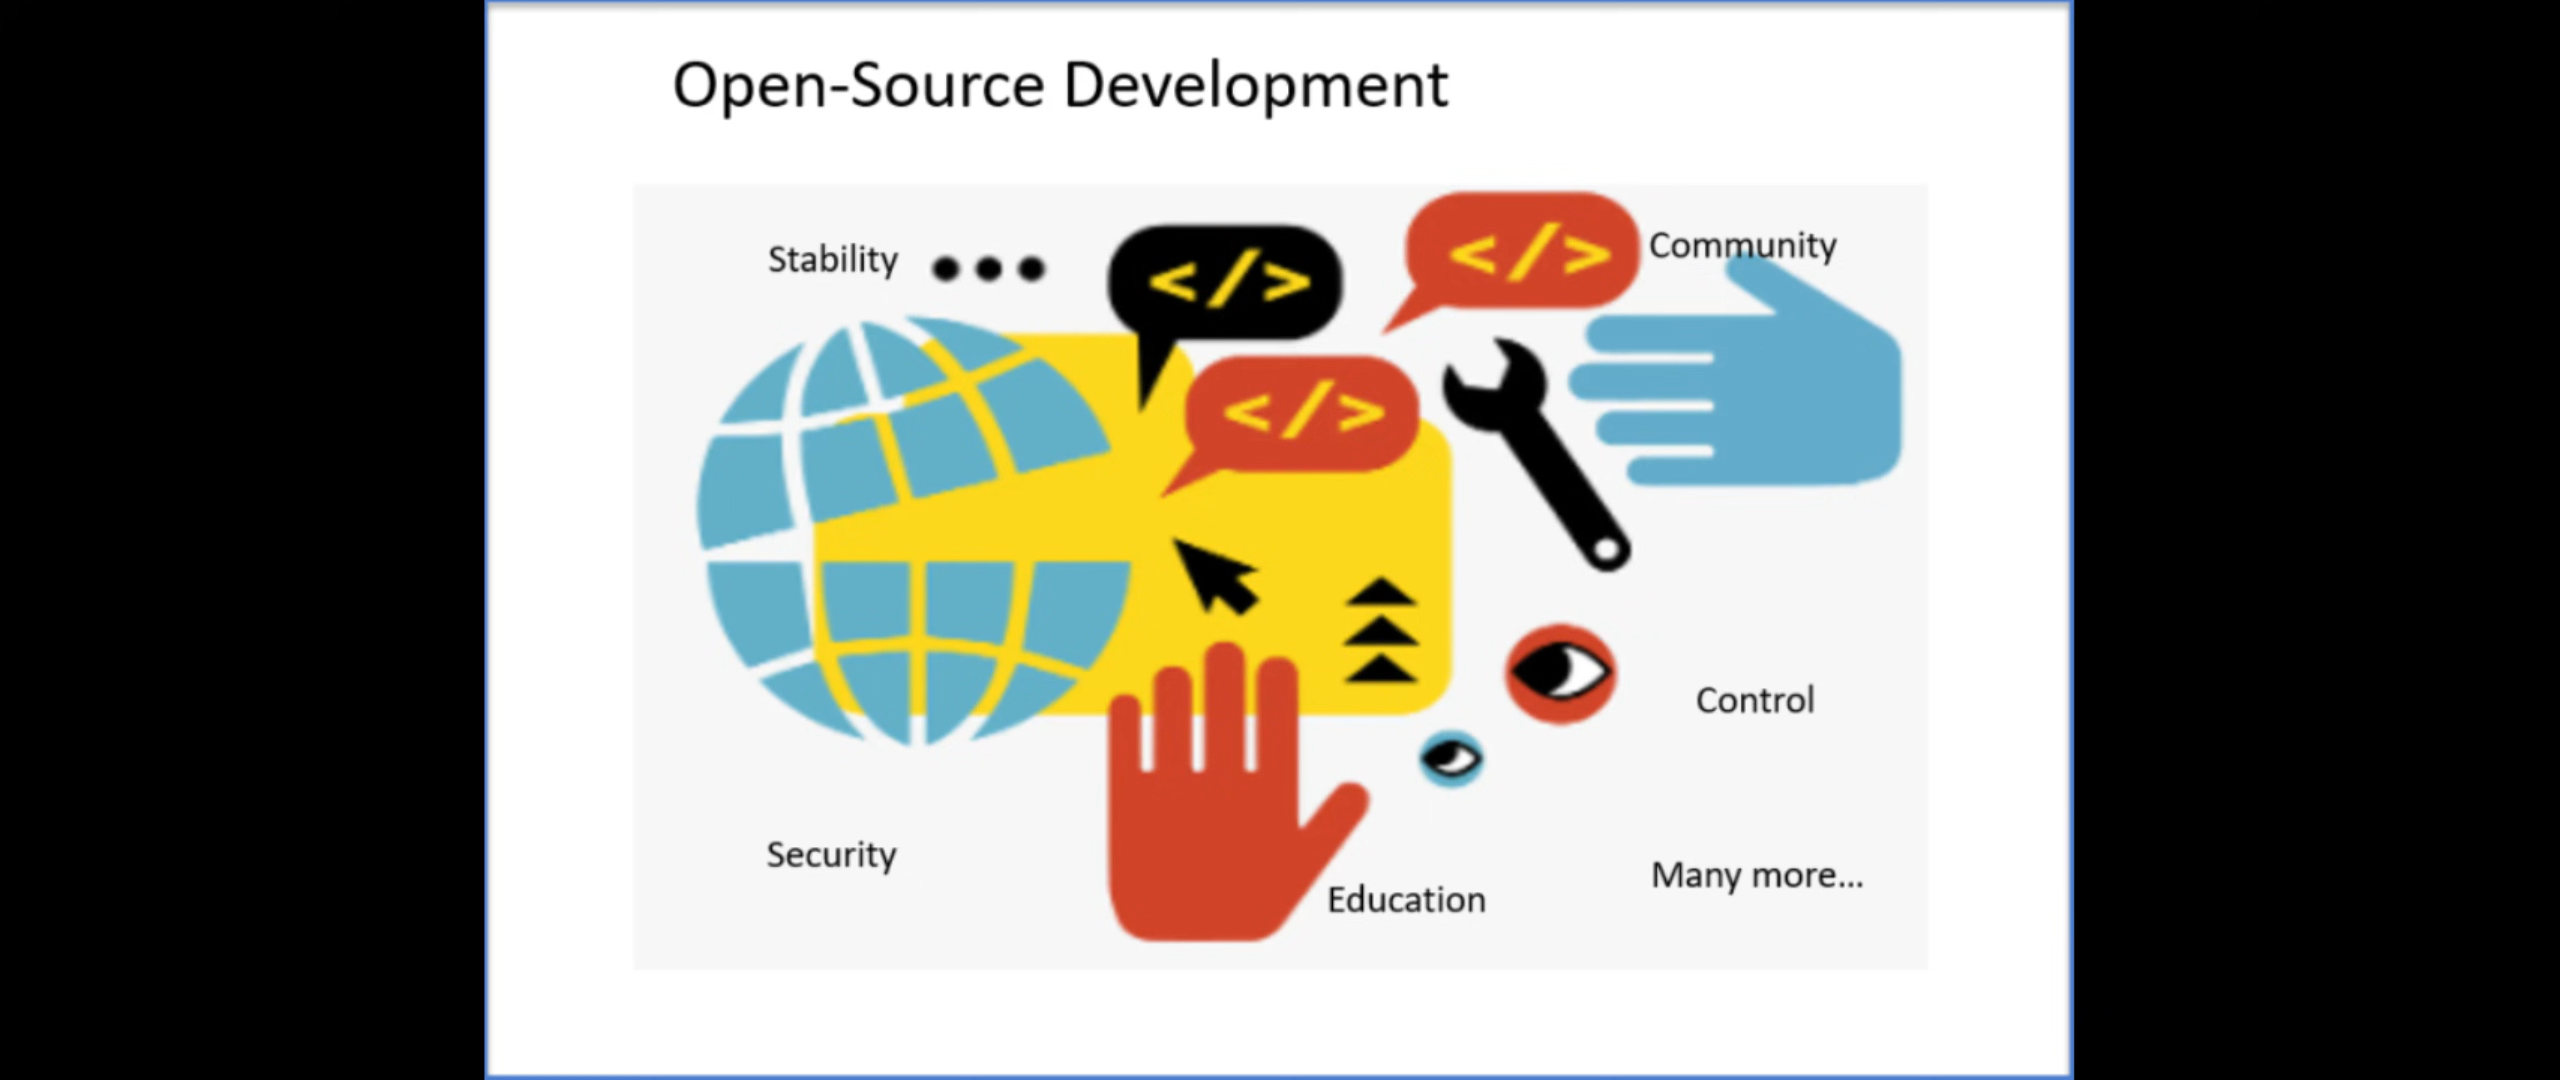 Open-Source Development
Stability
</>
</>
Community
</>
Control
Security
Many more...
Education